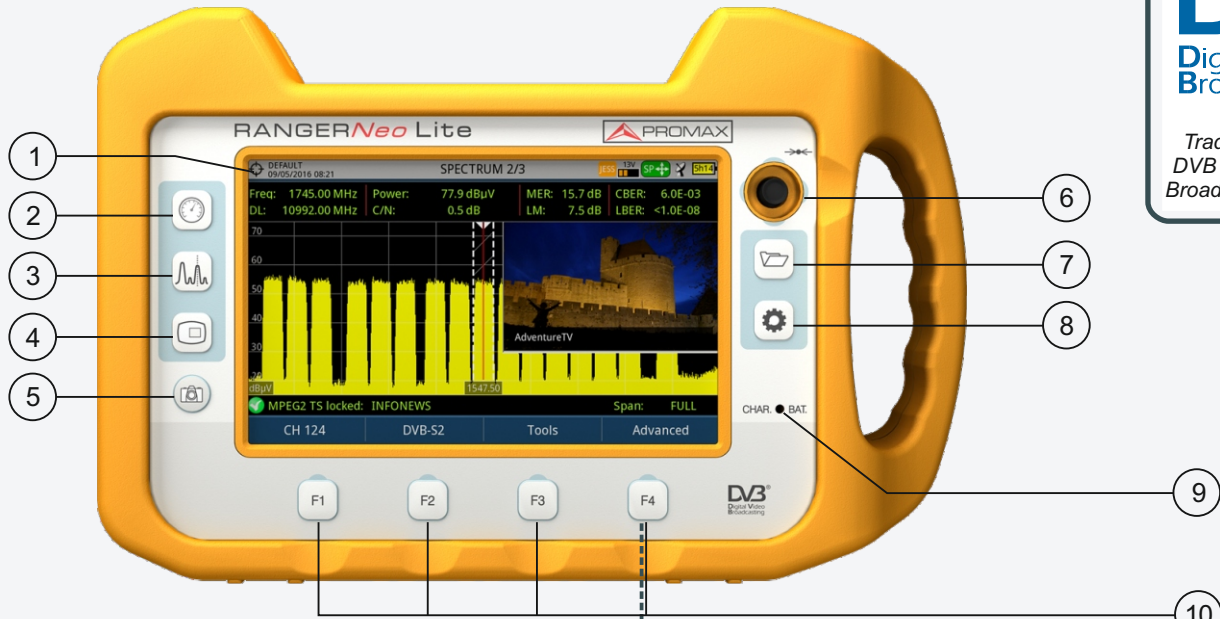 RANGERNeo Lite
PROMAX
DEFAULT
09/05/2016 08:21
SPECTRUM 2/3
JESS
13V
SP
5h14
Freq: 1745.00 MHz Power: 77.9 dBµV MER: 15.7 dB CBER: 6.0E-03
DL: 10992.00 MHz C/N: 0.5 dB LM: 7.5 dB LBER: <1.0E-08
70
60
50
40
30
dBµV
1547.50
AdventureTV
MPEG2 TS locked: INFONEWS Span: FULL
CH 124 DVB-S2 Tools Advanced
CHAR. BAT.
F1 F2 F3 F4
DVB®
Digital Video
Broadcasting
1
2
3
4
5
6
7
8
9
10